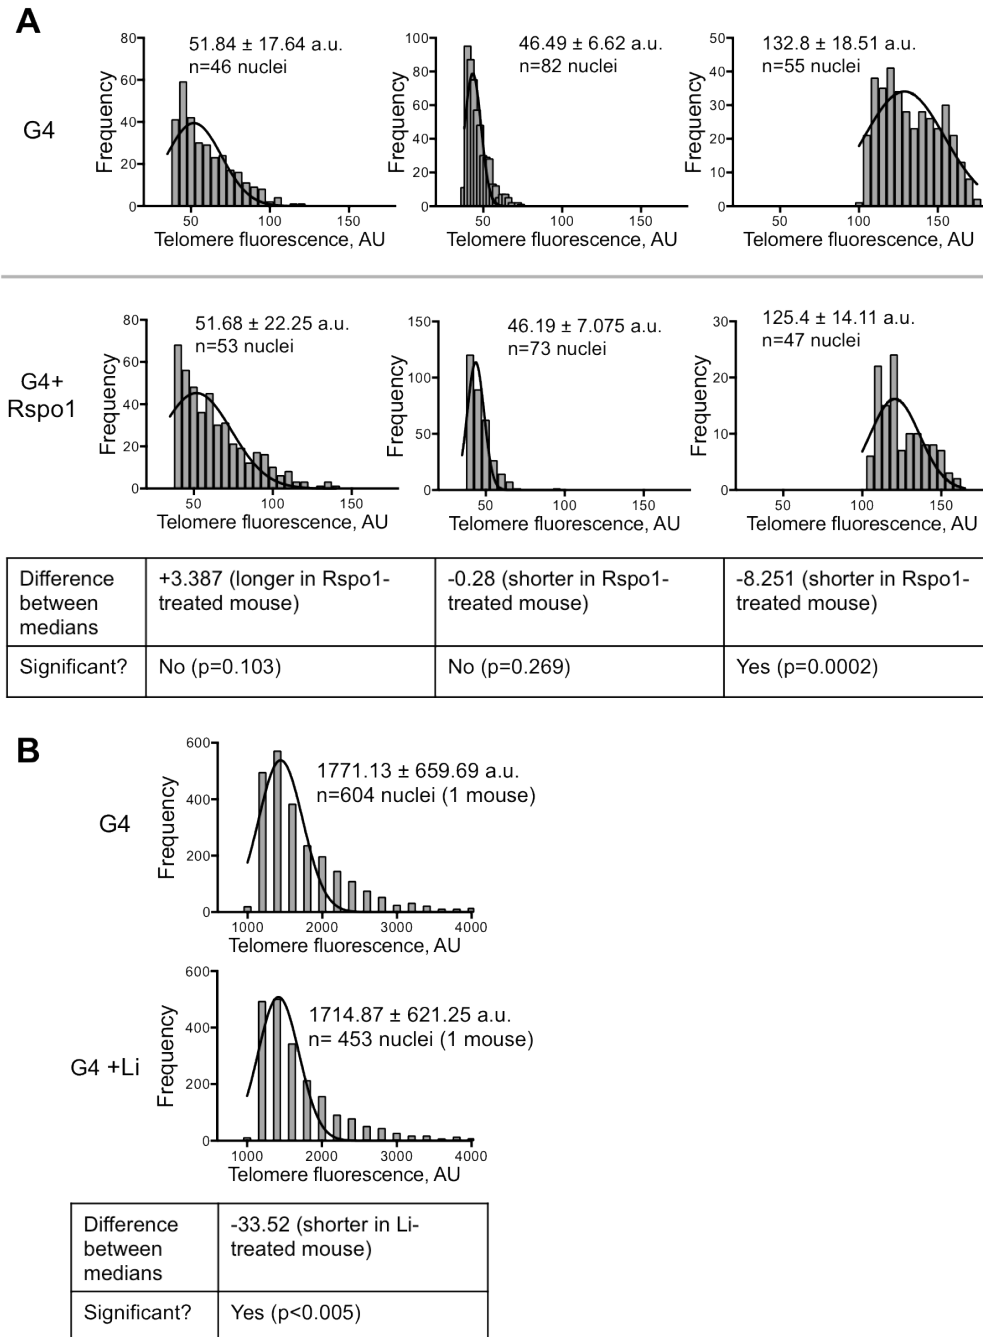 A
G4
51.84 ± 17.64 a.u.
n=46 nuclei
80
60
40
20
0
Frequency
50
100
150
Telomere fluorescence, AU
46.49 ± 6.62 a.u.
n=82 nuclei
100
80
60
40
20
0
Frequency
50
100
150
Telomere fluorescence, AU
132.8 ± 18.51 a.u.
n=55 nuclei
50
40
30
20
10
0
Frequency
50
100
150
Telomere fluorescence, AU
G4+
Rspo1
51.68 ± 22.25 a.u.
n=53 nuclei
80
60
40
20
0
Frequency
50
100
150
Telomere fluorescence, AU
46.19 ± 7.075 a.u.
n=73 nuclei
150
100
50
0
Frequency
50
100
150
Telomere fluorescence, AU
125.4 ± 14.11 a.u.
n=47 nuclei
30
20
10
0
Frequency
50
100
150
Telomere fluorescence, AU
Difference
between
medians
+3.387 (longer in Rspo1-
treated mouse)
-0.28 (shorter in Rspo1-
treated mouse)
-8.251 (shorter in Rspo1-
treated mouse)
Significant?
No (p=0.103)
No (p=0.269)
Yes (p=0.0002)
B
G4
1771.13 ± 659.69 a.u.
n=604 nuclei (1 mouse)
600
400
200
0
Frequency
1000
2000
3000
4000
Telomere fluorescence, AU
G4 +Li
1714.87 ± 621.25 a.u.
n= 453 nuclei (1 mouse)
600
400
200
0
Frequency
1000
2000
3000
4000
Telomere fluorescence, AU
Difference
between
medians
-33.52 (shorter in Li-
treated mouse)
Significant?
Yes (p<0.005)